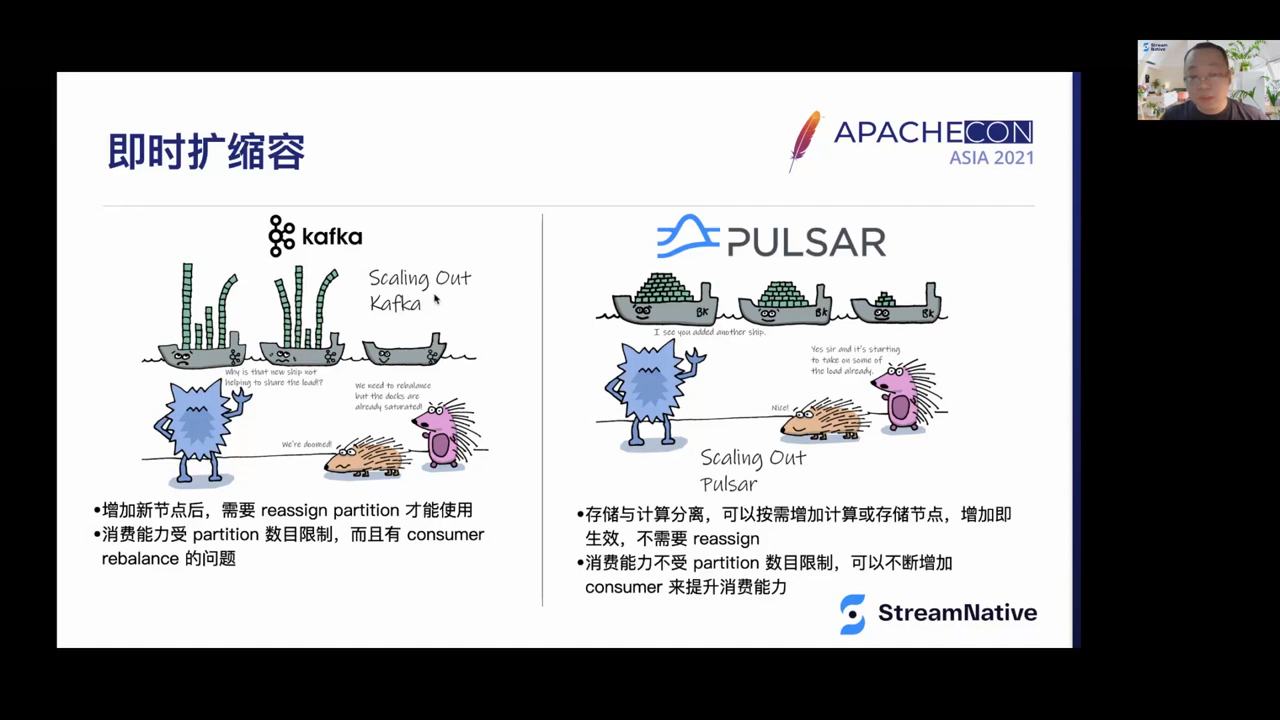 Stream
Native
即时扩缩容
APACHECON
ASIA 2021
kafka
Scaling Out
Kafka
Why is that new ship not
helping to share the load!?
We need to rebalance
but the decks are
already saturated!
We're doomed!
•增加新节点后，需要 reassign partition 才能使用
•消费能力受 partition 数目限制，而且有 consumer
rebalance 的问题
PULSAR
BK
BK
BK
I see you added another ship.
Yes sir and it's starting
to take on some of
the load already.
Nice!
Scaling Out
Pulsar
•存储与计算分离，可以按需增加计算或存储节点，增加即
生效，不需要 reassign
•消费能力不受 partition 数目限制，可以不断增加
consumer 来提升消费能力
StreamNative